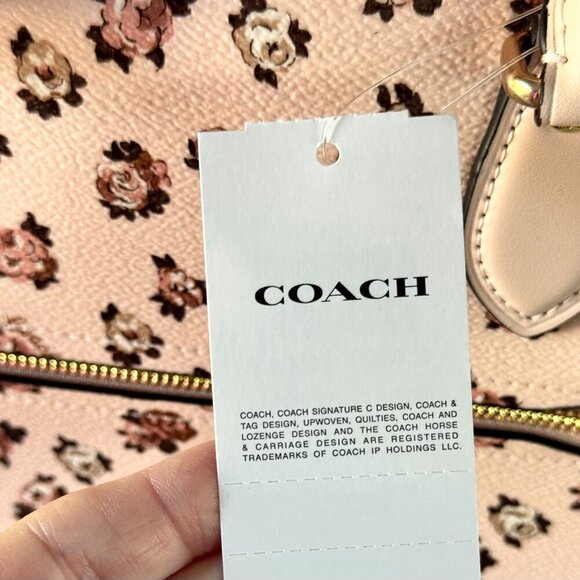 COACH
COACH, COACH SIGNATURE C DESIGN, COACH &
TAG DESIGN, UPWOVEN, QUILTIES, COACH AND
LOZENGE DESIGN AND THE COACH HORSE
& CARRIAGE DESIGN ARE REGISTERED
TRADEMARKS OF COACH IP HOLDINGS LLC.